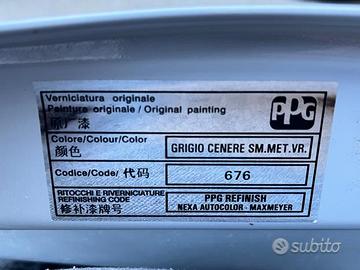 Verniciatura originale
Peinture originale / Original painting
原厂漆
PPG
Colore/Colour/Color
颜色
GRIGIO CENERE SM.MET.VR.
Codice/Code/代码
676
RITOCCHI E RIVERNICIATURE
REFINISHING CODE
修补漆牌号
PPG REFINISH
NEXA AUTOCOLOR - MAXMEYER
subito